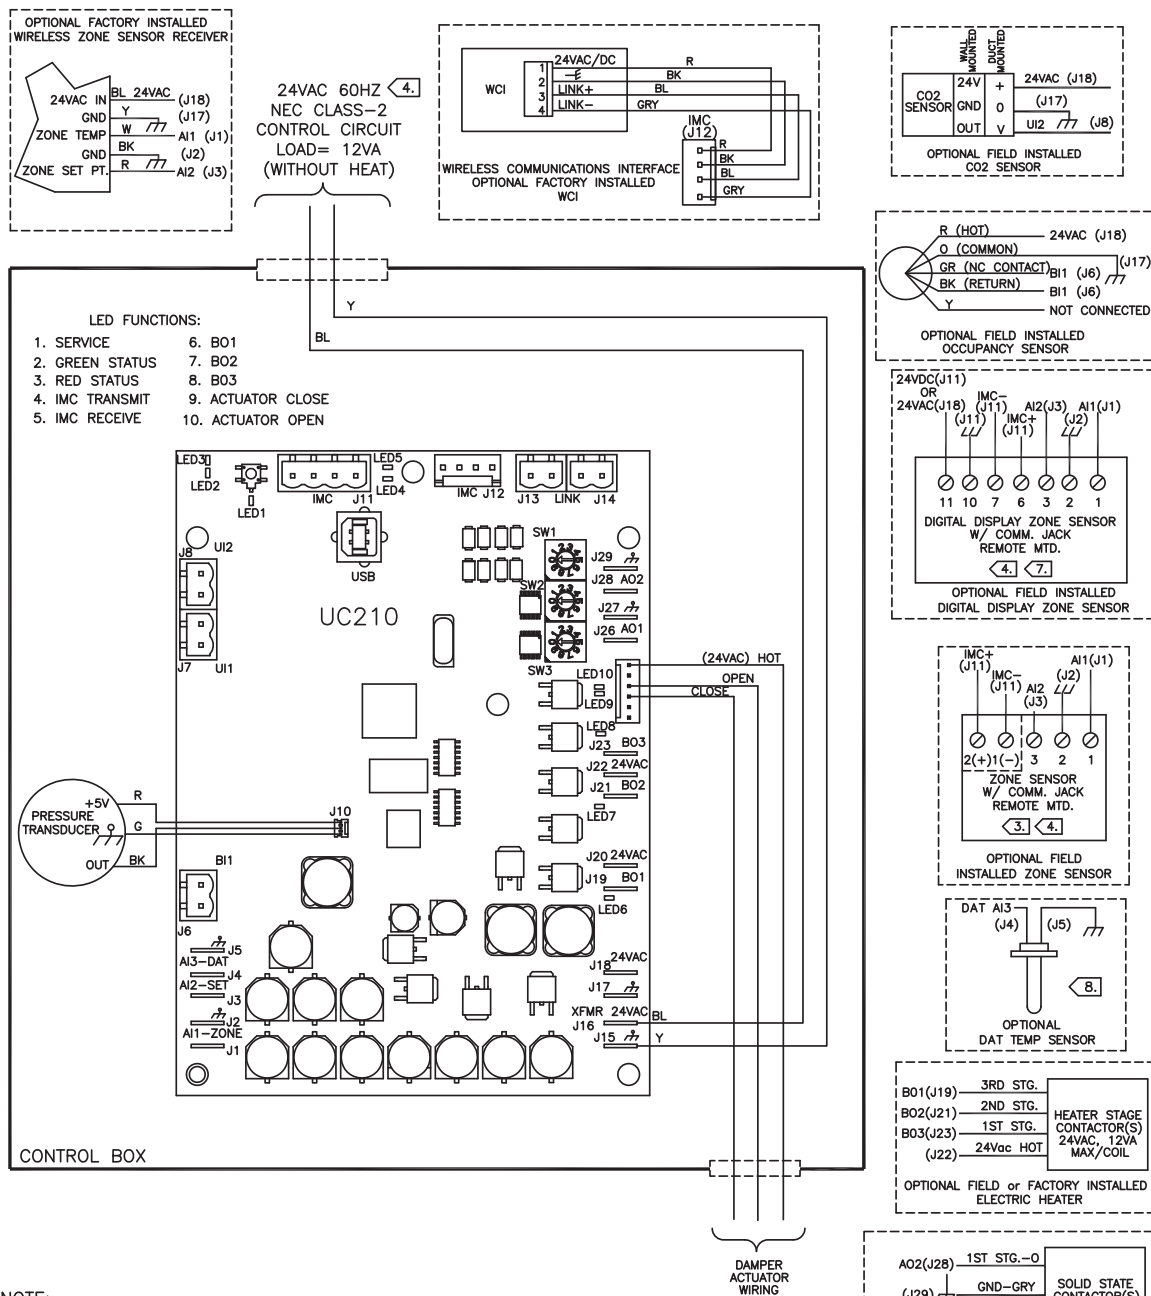 OPTIONAL FACTORY INSTALLED
WIRELESS ZONE SENSOR RECEIVER
24VAC IN BL 24VAC (J18)
GND Y (J17)
ZONE TEMP W AI1 (J1)
GND BK (J2)
ZONE SET PT. R AI2 (J3)
24VAC 60HZ 4.
NEC CLASS-2
CONTROL CIRCUIT
LOAD= 12VA
(WITHOUT HEAT)
WCI
1 24VAC/DC R
2 BK
3 LINK+ BL
4 LINK- GRY
IMC
(J12)
R
BK
BL
GRY
WIRELESS COMMUNICATIONS INTERFACE
OPTIONAL FACTORY INSTALLED
WCI
WALL MOUNTED
DUCT MOUNTED
CO2 SENSOR
24V + 24VAC (J18)
GND 0 (J17)
OUT V UI2 (J8)
OPTIONAL FIELD INSTALLED
CO2 SENSOR
R (HOT) 24VAC (J18)
O (COMMON) (J17)
GR (NC CONTACT) BI1 (J6)
BK (RETURN) BI1 (J6)
Y NOT CONNECTED
OPTIONAL FIELD INSTALLED
OCCUPANCY SENSOR
Y
BL
LED FUNCTIONS:
1. SERVICE
2. GREEN STATUS
3. RED STATUS
4. IMC TRANSMIT
5. IMC RECEIVE
6. BO1
7. BO2
8. BO3
9. ACTUATOR CLOSE
10. ACTUATOR OPEN
24VDC(J11)
OR
24VAC(J18)
(J11)
IMC-
(J11)
IMC+
(J11)
AI2(J3)
(J2)
AI1(J1)
11 10 7 6 3 2 1
DIGITAL DISPLAY ZONE SENSOR
W/ COMM. JACK
REMOTE MTD.
4. 7.
OPTIONAL FIELD INSTALLED
DIGITAL DISPLAY ZONE SENSOR
LED3
LED2
LED1
IMC J11
LED5
LED4
IMC J12
J13 LINK J14
USB
J8 UI2
J7 UI1
UC210
SW1
SW2
SW3
J29
J28 AO2
J27
J26 AO1
(24VAC) HOT
OPEN
CLOSE
LED10
LED9
LED8
J23 BO3
J22 24VAC
J21 BO2
LED7
J20 24VAC
J19 BO1
LED6
J18 24VAC
J17
XFMR 24VAC
J16 BL
J15 Y
PRESSURE
TRANSDUCER
+5V R
G
OUT BK
J10
BI1
J6
J5
AI3-DAT
J4
AI2-SET
J3
J2
AI1-ZONE
J1
CONTROL BOX
DAMPER
ACTUATOR
WIRING
IMC+
(J11)
IMC-
(J11)
AI2
(J3)
(J2)
AI1(J1)
2(+) 1(-) 3 2 1
ZONE SENSOR
W/ COMM. JACK
REMOTE MTD.
3. 4.
OPTIONAL FIELD
INSTALLED ZONE SENSOR
DAT AI3
(J4) (J5)
8.
OPTIONAL
DAT TEMP SENSOR
BO1(J19) 3RD STG.
BO2(J21) 2ND STG.
BO3(J23) 1ST STG.
(J22) 24Vac HOT
HEATER STAGE
CONTACTOR(S)
24VAC, 12VA
MAX/COIL
OPTIONAL FIELD or FACTORY INSTALLED
ELECTRIC HEATER
AO2(J28) 1ST STG.-O
(J29) GND-GRY
SOLID STATE
CONTACTOR(S)
NOTE: